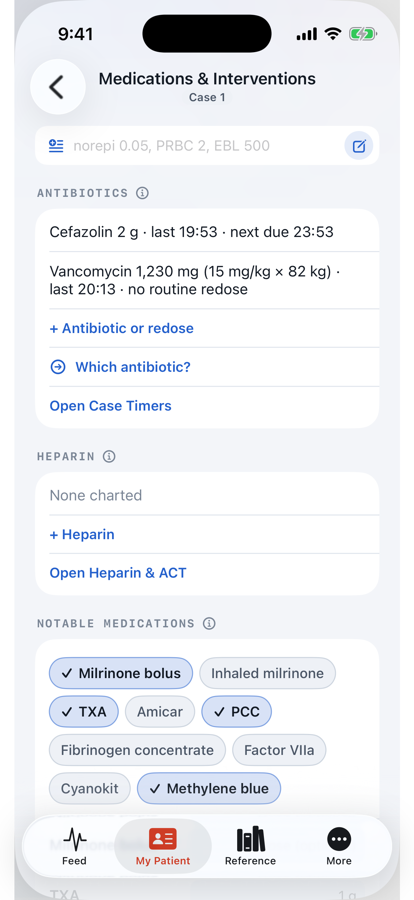 9:41
Medications & Interventions
Case 1
norepi 0.05, PRBC 2, EBL 500
ANTIBIOTICS
Cefazolin 2 g · last 19:53 · next due 23:53
Vancomycin 1,230 mg (15 mg/kg × 82 kg) ·
last 20:13 · no routine redose
+ Antibiotic or redose
Which antibiotic?
Open Case Timers
HEPARIN
None charted
+ Heparin
Open Heparin & ACT
NOTABLE MEDICATIONS
✓ Milrinone bolus Inhaled milrinone
✓ TXA Amicar ✓ PCC
Fibrinogen concentrate Factor VIIa
Cyanokit ✓ Methylene blue
Feed My Patient Reference More
TXA 1 g